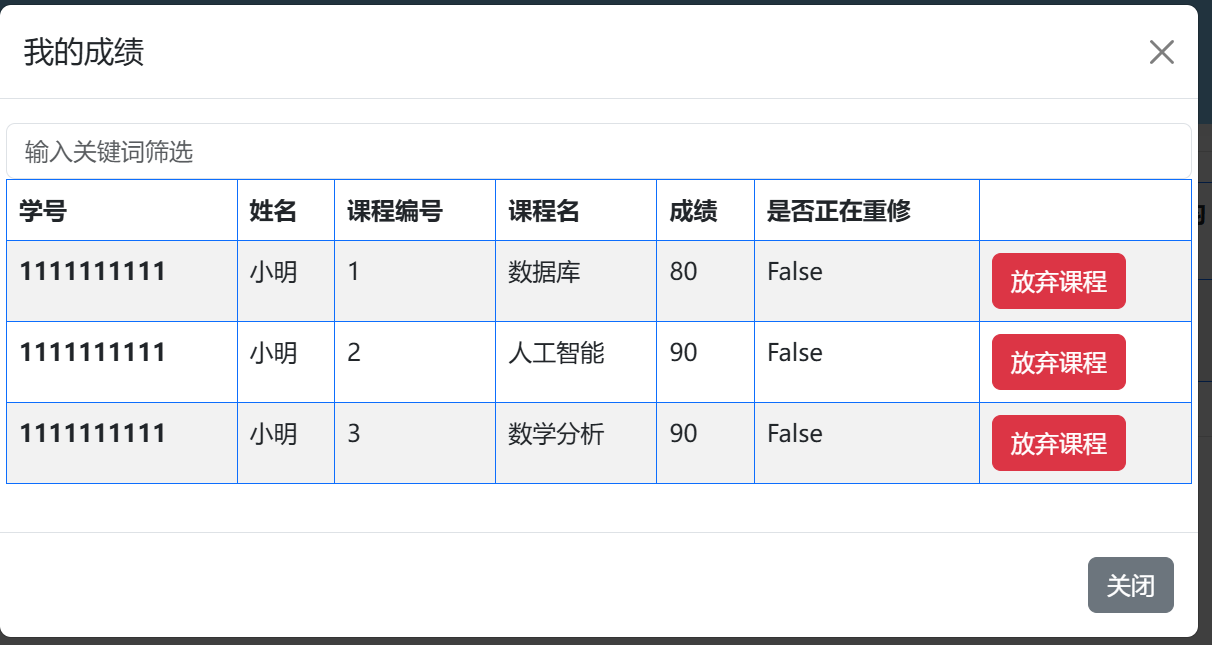 我的成绩
输入关键词筛选
学号 姓名 课程编号 课程名 成绩 是否正在重修
1111111111 小明 1 数据库 80 False 放弃课程
1111111111 小明 2 人工智能 90 False 放弃课程
1111111111 小明 3 数学分析 90 False 放弃课程
关闭